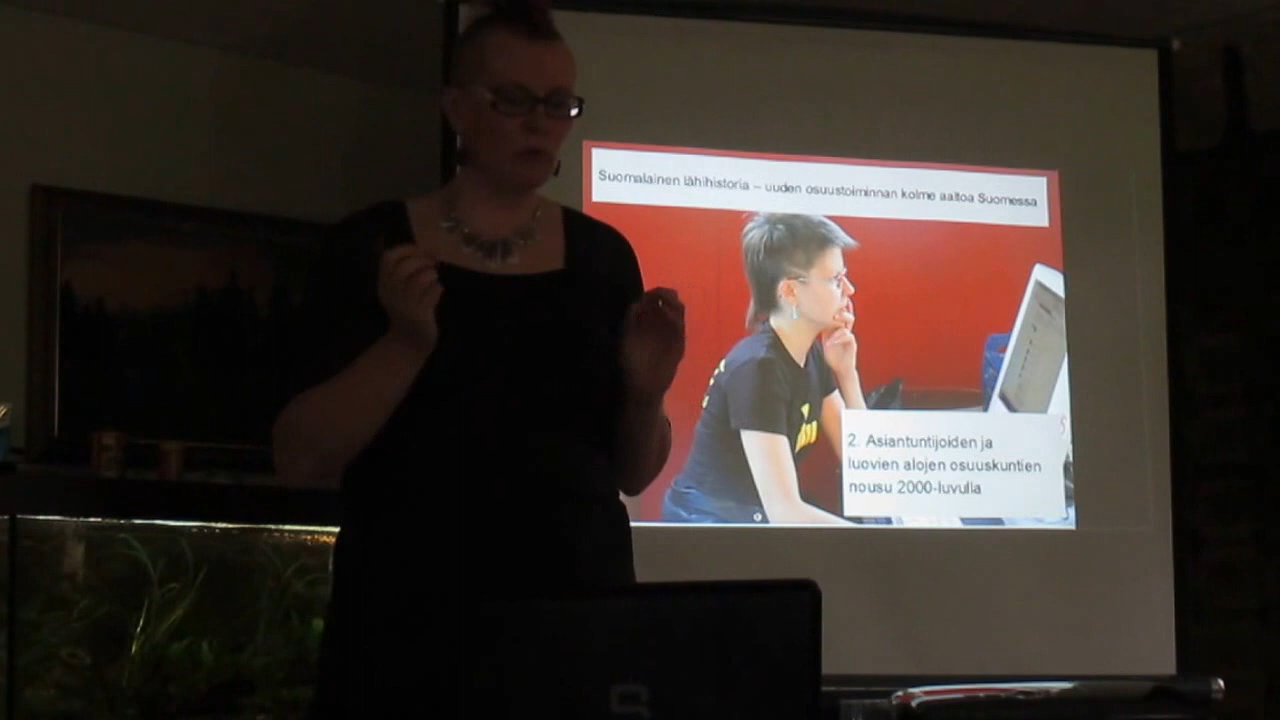 Suomalainen lähihistoria – uuden osuustoiminnan kolme aaltoa Suomessa
2. Asiantuntijoiden ja
luovien alojen osuuskuntien
nousu 2000-luvulla